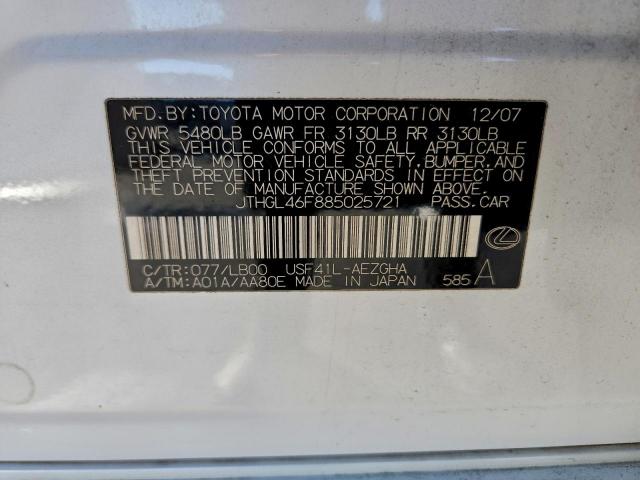 MFD.BY:TOYOTA MOTOR CORPORATION 12/07
GVWR 5480LB GAWR FR 3130LB RR 3130LB
THIS VEHICLE CONFORMS TO ALL APPLICABLE
FEDERAL MOTOR VEHICLE SAFETY,BUMPER,AND
THEFT PREVENTION STANDARDS IN EFFECT ON
THE DATE OF MANUFACTURE SHOWN ABOVE.
JTHGL46F885025721 PASS.CAR
C/TR:077/LB00 USF41L-AEZGHA
A/TM:A01A/AA80E MADE IN JAPAN 585 A